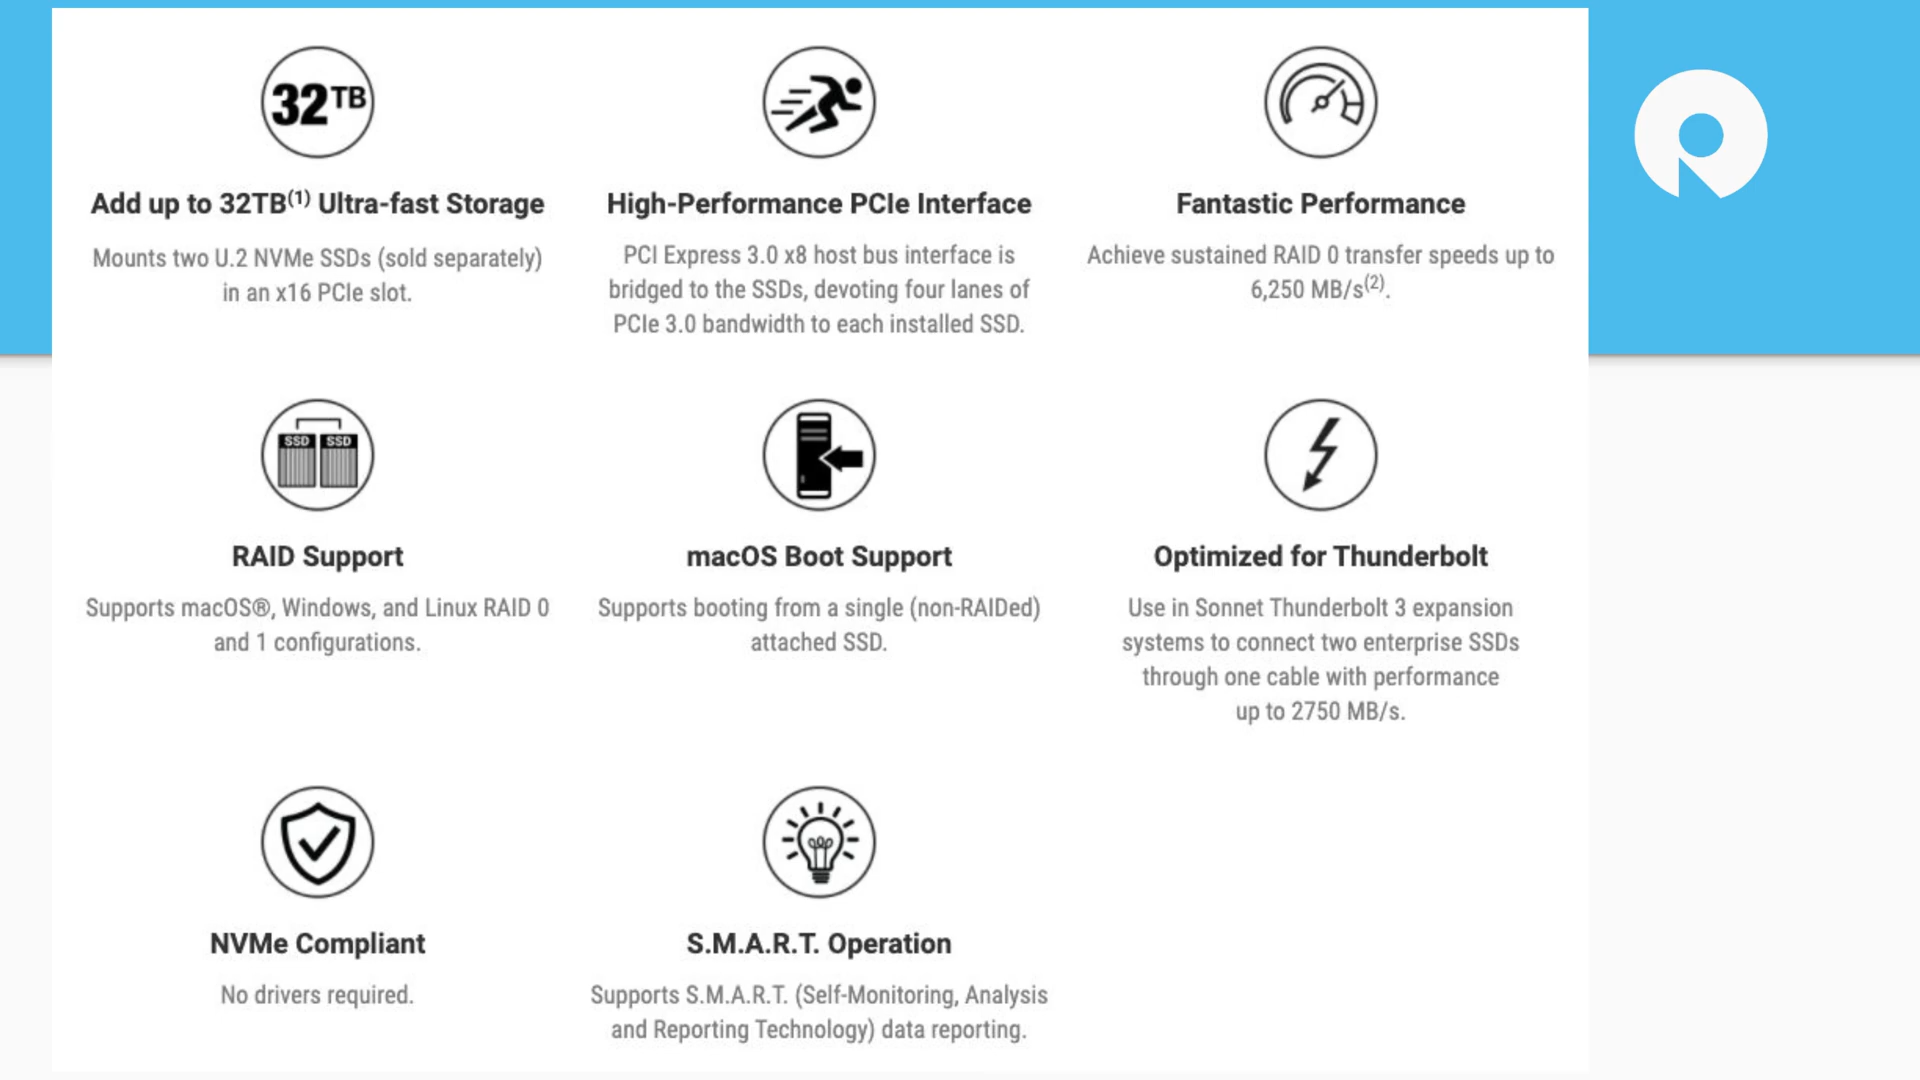 32TB
Add up to 32TB(1) Ultra-fast Storage
Mounts two U.2 NVMe SSDs (sold separately)
in an x16 PCIe slot.
High-Performance PCIe Interface
PCI Express 3.0 x8 host bus interface is
bridged to the SSDs, devoting four lanes of
PCIe 3.0 bandwidth to each installed SSD.
Fantastic Performance
Achieve sustained RAID 0 transfer speeds up to
6,250 MB/s(2).
SSD SSD
RAID Support
Supports macOS®, Windows, and Linux RAID 0
and 1 configurations.
macOS Boot Support
Supports booting from a single (non-RAIDed)
attached SSD.
Optimized for Thunderbolt
Use in Sonnet Thunderbolt 3 expansion
systems to connect two enterprise SSDs
through one cable with performance
up to 2750 MB/s.
NVMe Compliant
No drivers required.
S.M.A.R.T. Operation
Supports S.M.A.R.T. (Self-Monitoring, Analysis
and Reporting Technology) data reporting.